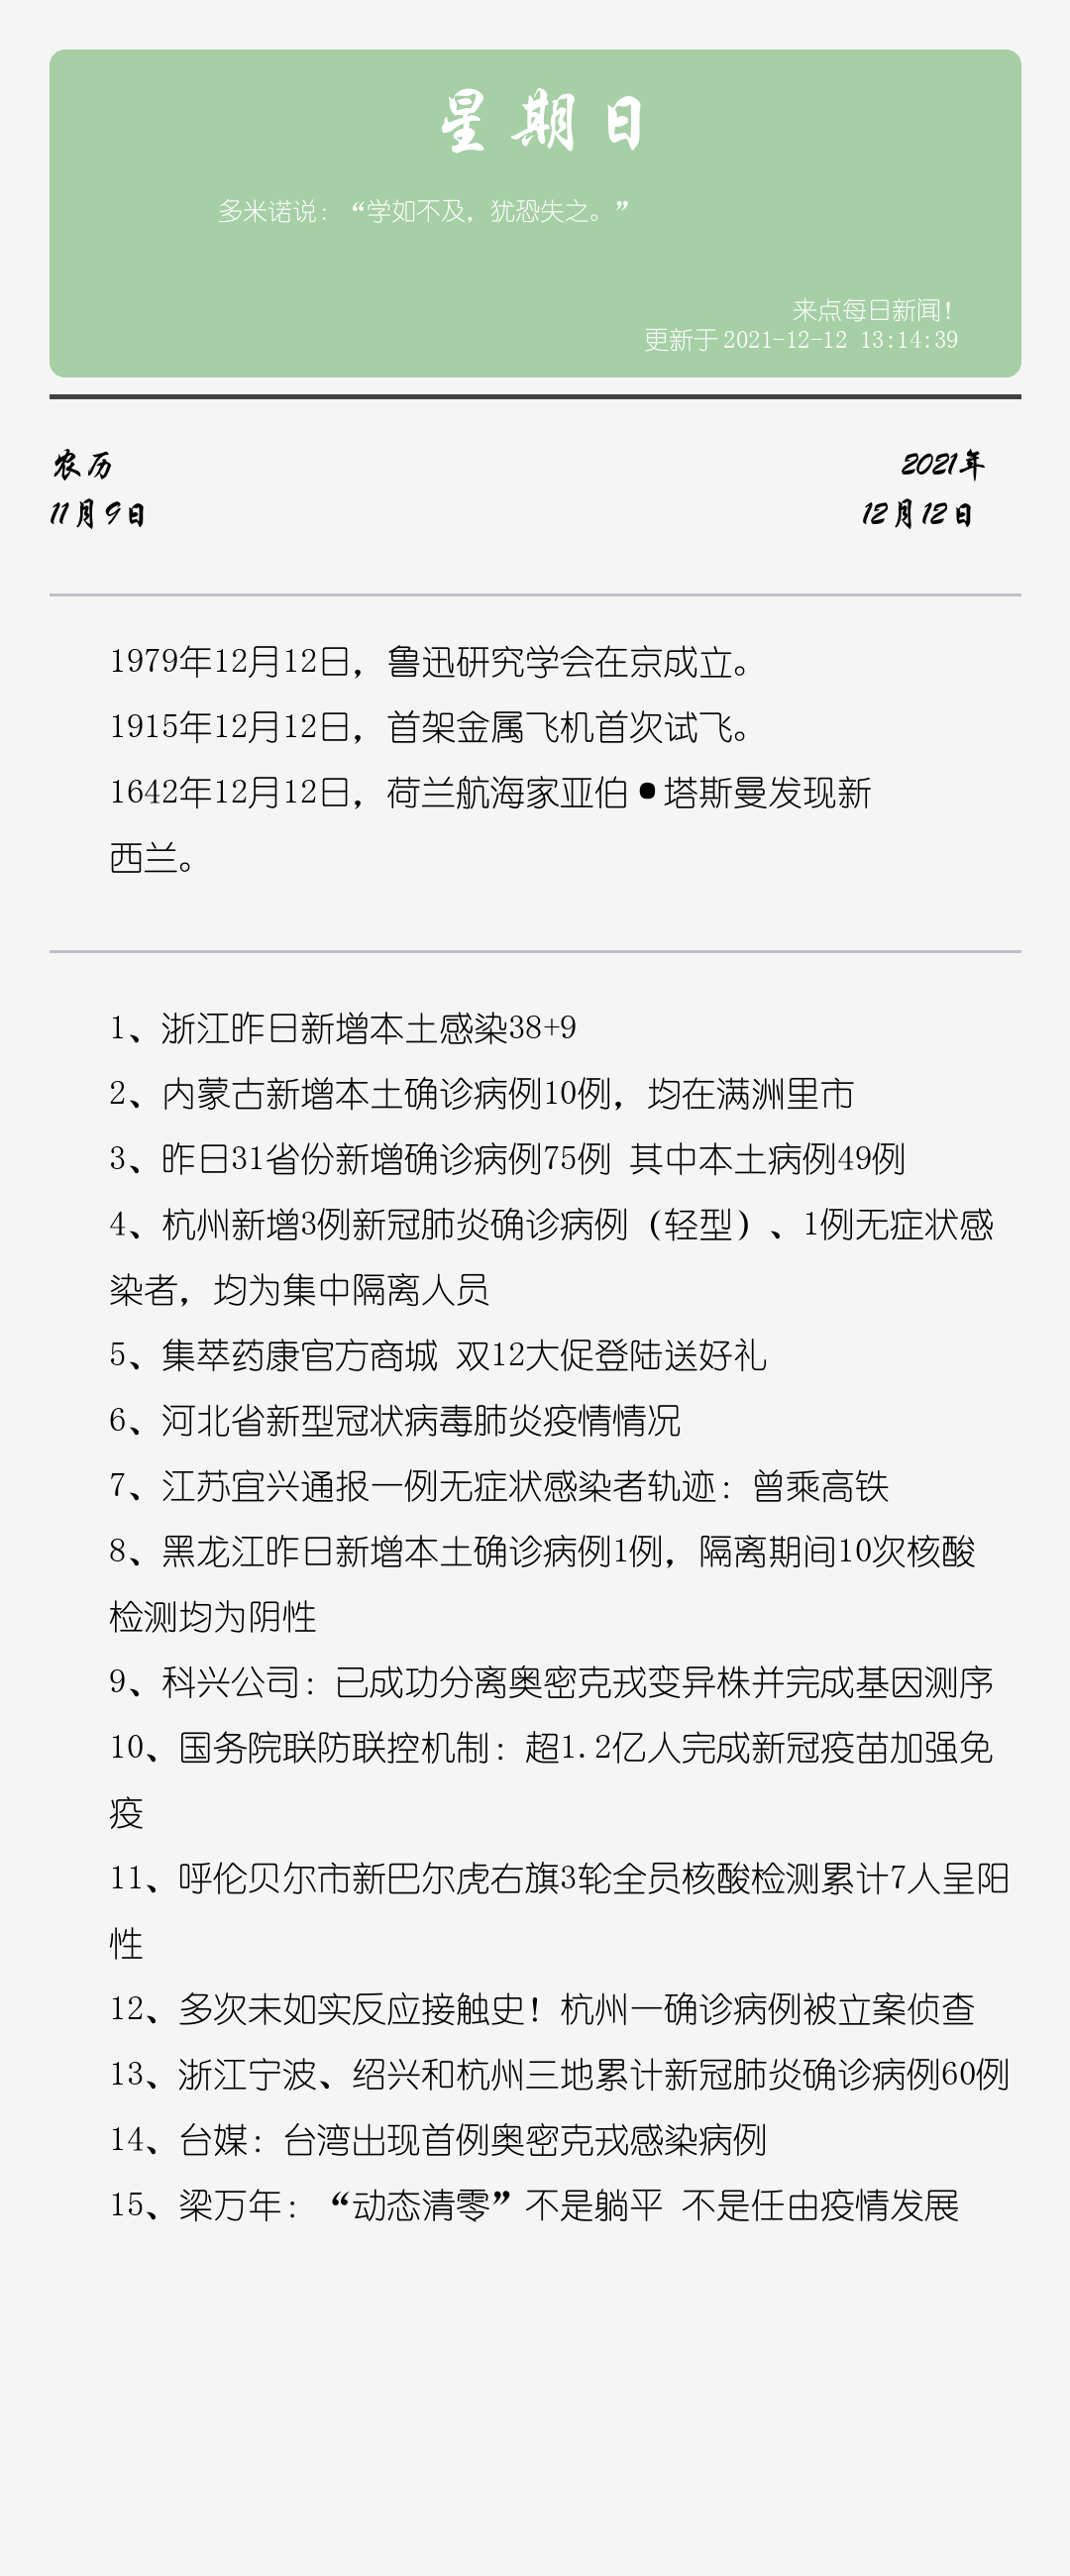 星期日
多米诺说：“学如不及，犹恐失之。”
来点每日新闻！
更新于 2021-12-12 13:14:39
农历
2021年
11月9日
12月12日
1979年12月12日，鲁迅研究学会在京成立。
1915年12月12日，首架金属飞机首次试飞。
1642年12月12日，荷兰航海家亚伯•塔斯曼发现新
西兰。
1、浙江昨日新增本土感染38+9
2、内蒙古新增本土确诊病例10例，均在满洲里市
3、昨日31省份新增确诊病例75例 其中本土病例49例
4、杭州新增3例新冠肺炎确诊病例（轻型）、1例无症状感
染者，均为集中隔离人员
5、集萃药康官方商城 双12大促登陆送好礼
6、河北省新型冠状病毒肺炎疫情情况
7、江苏宜兴通报一例无症状感染者轨迹：曾乘高铁
8、黑龙江昨日新增本土确诊病例1例，隔离期间10次核酸
检测均为阴性
9、科兴公司：已成功分离奥密克戎变异株并完成基因测序
10、国务院联防联控机制：超1.2亿人完成新冠疫苗加强免
疫
11、呼伦贝尔市新巴尔虎右旗3轮全员核酸检测累计7人呈阳
性
12、多次未如实反应接触史！杭州一确诊病例被立案侦查
13、浙江宁波、绍兴和杭州三地累计新冠肺炎确诊病例60例
14、台媒：台湾出现首例奥密克戎感染病例
15、梁万年：“动态清零”不是躺平 不是任由疫情发展